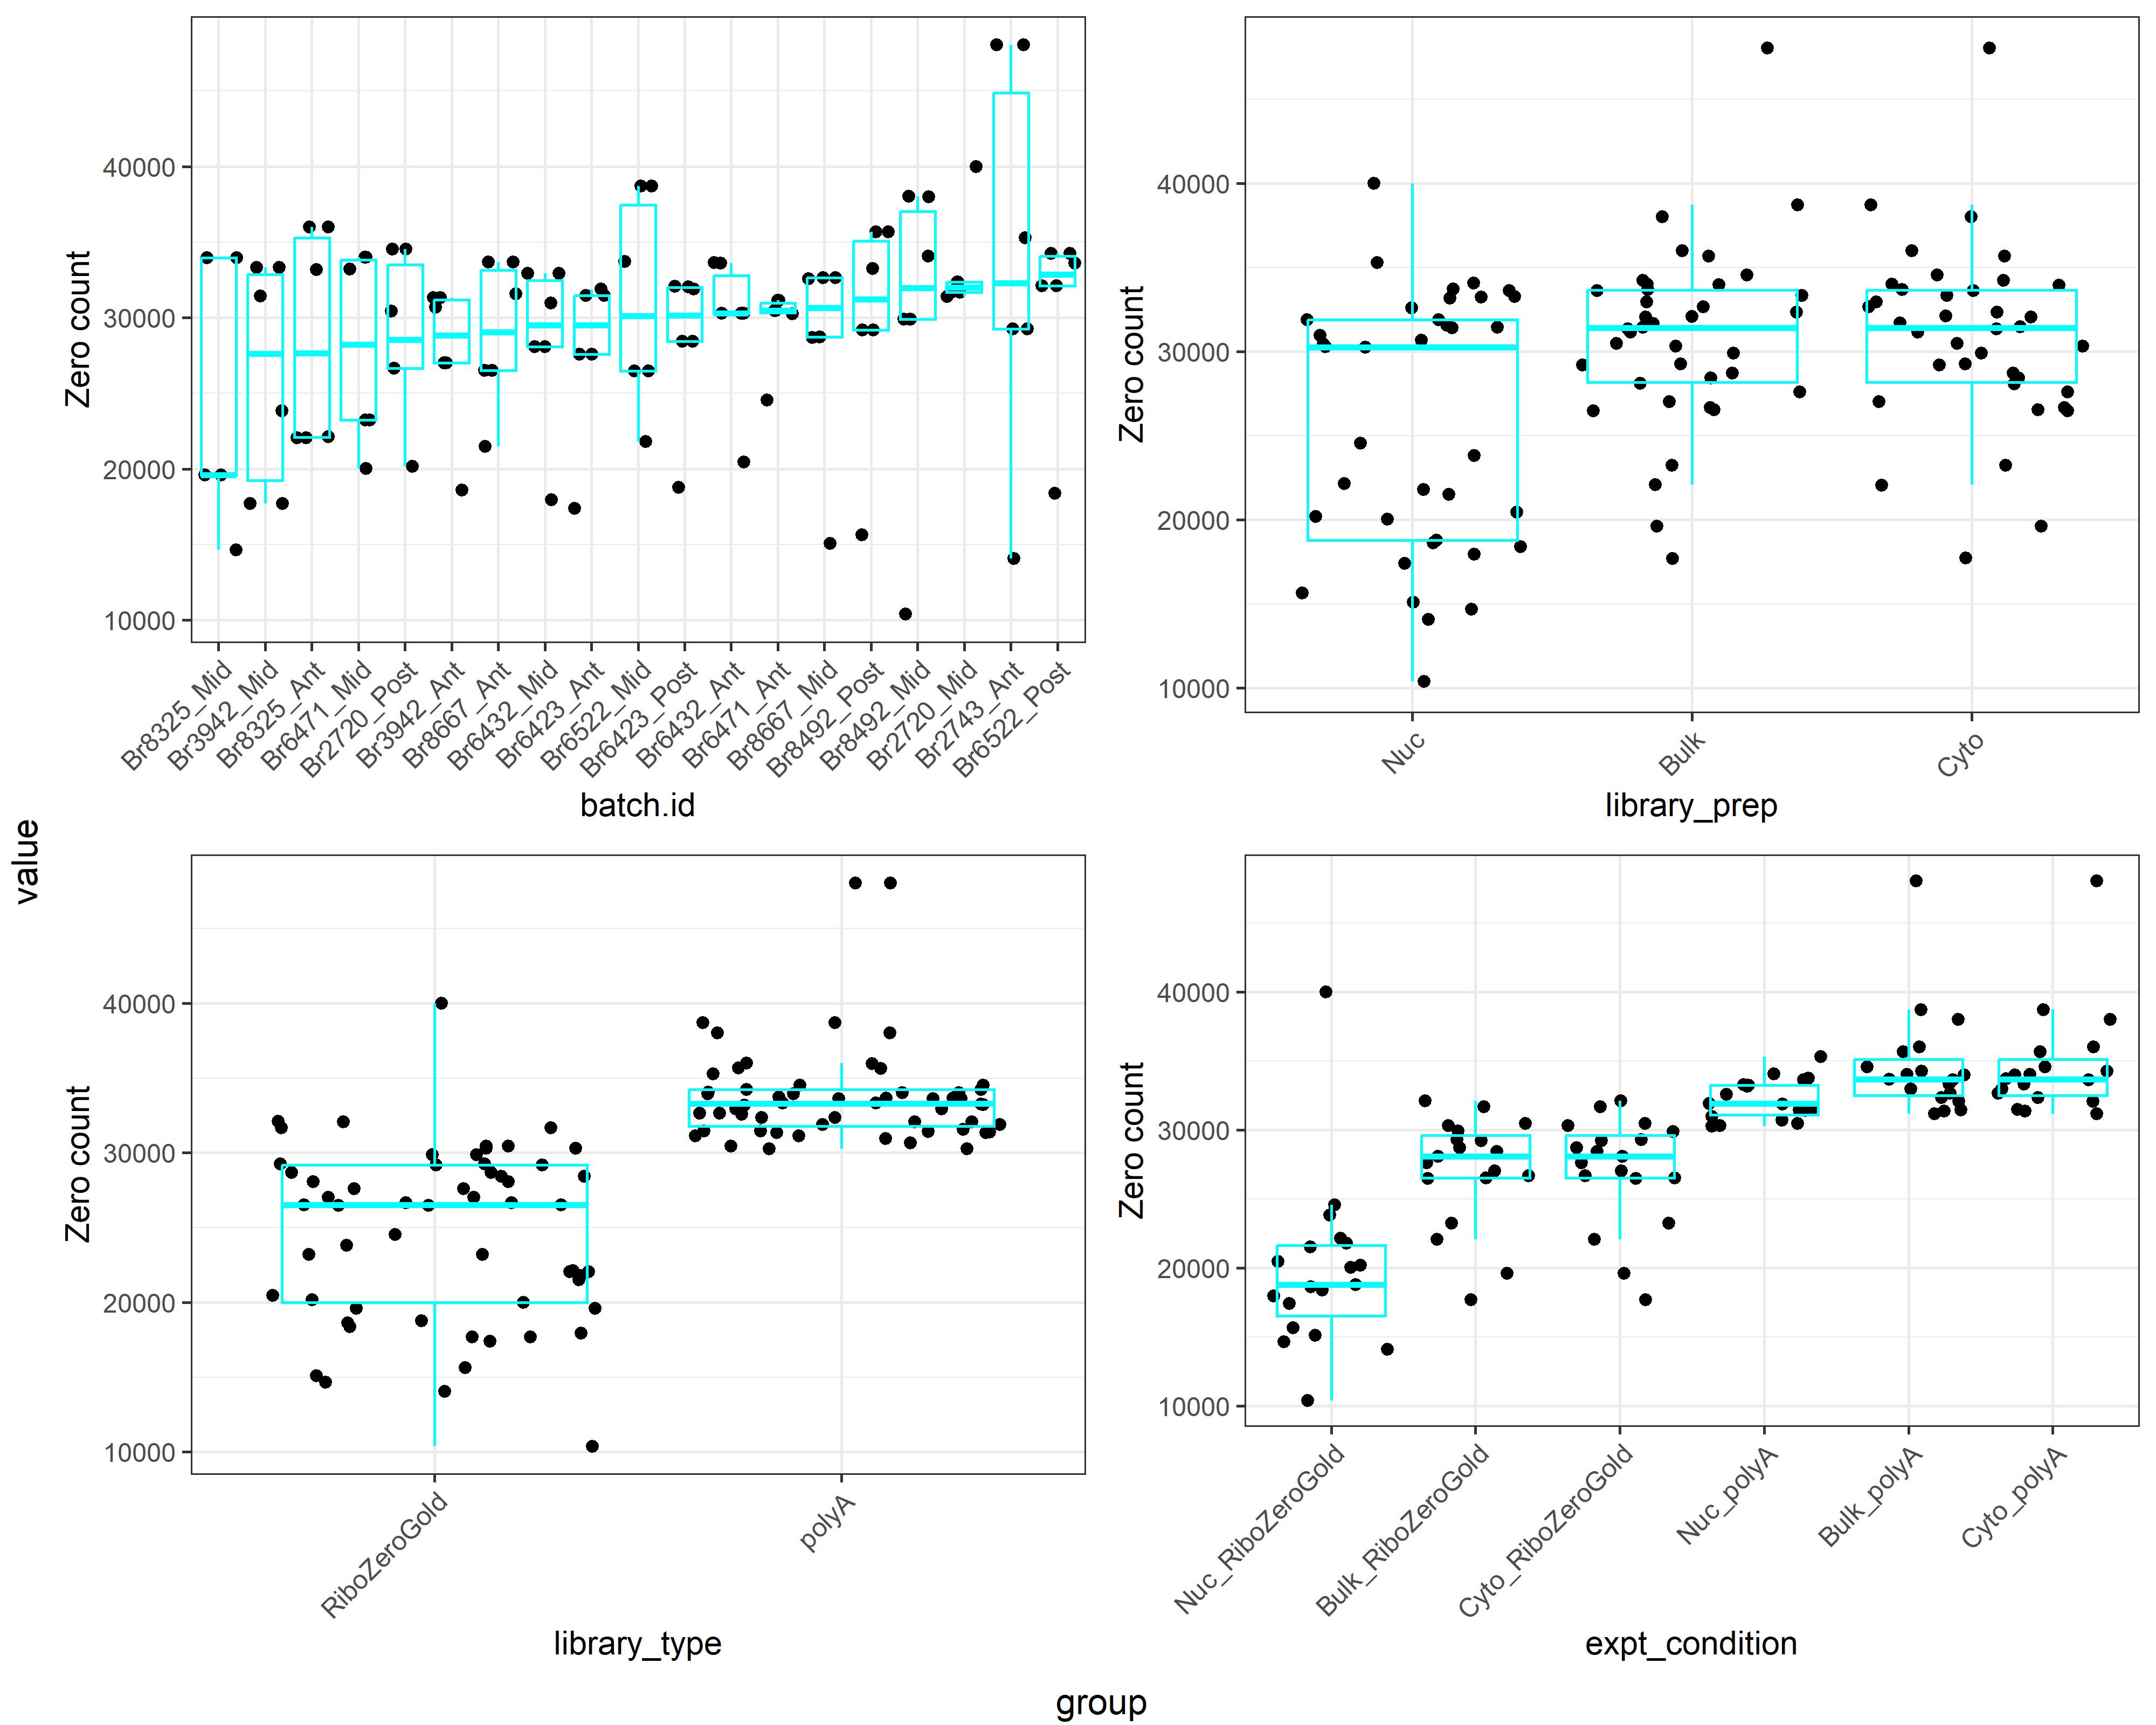 Zero count
40000
30000
20000
10000
Br8325_Mid
Br3942_Mid
Br8325_Ant
Br6471_Mid
Br2720_Post
Br3942_Ant
Br8667_Ant
Br6432_Mid
Br6423_Ant
Br6522_Mid
Br6423_Post
Br6432_Ant
Br6471_Ant
Br8667_Mid
Br8492_Post
Br8492_Mid
Br2720_Mid
Br2743_Ant
Br6522_Post
batch.id
Zero count
40000
30000
20000
10000
Nuc
Bulk
Cyto
library_prep
value
Zero count
40000
30000
20000
10000
RiboZeroGold
polyA
library_type
Zero count
40000
30000
20000
10000
Nuc_RiboZeroGold
Bulk_RiboZeroGold
Cyto_RiboZeroGold
Nuc_polyA
Bulk_polyA
Cyto_polyA
expt_condition
group